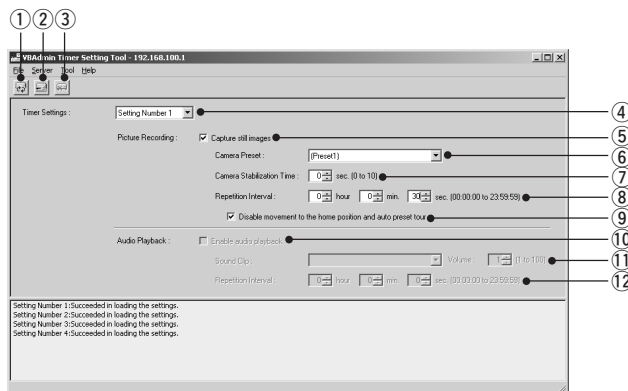 ① ② ③
VBAdmin Timer Setting Tool - 192.168.100.1
File Server Tool Help
Timer Settings : Setting Number 1 ④
Picture Recording : Capture still images ⑤
Camera Preset : (Preset1) ⑥
Camera Stabilization Time : 0 sec. (0 to 10) ⑦
Repetition Interval : 0 hour 0 min. 30 sec. (00:00:00 to 23:59:59) ⑧
Disable movement to the home position and auto preset tour ⑨
Audio Playback : Enable audio playback ⑩
Sound Clip : Volume : 1 (1 to 100) ⑪
Repetition Interval : 0 hour 0 min. 0 sec. (00:00:00 to 23:59:59) ⑫
Setting Number 1:Succeeded in loading the settings.
Setting Number 2:Succeeded in loading the settings.
Setting Number 3:Succeeded in loading the settings.
Setting Number 4:Succeeded in loading the settings.